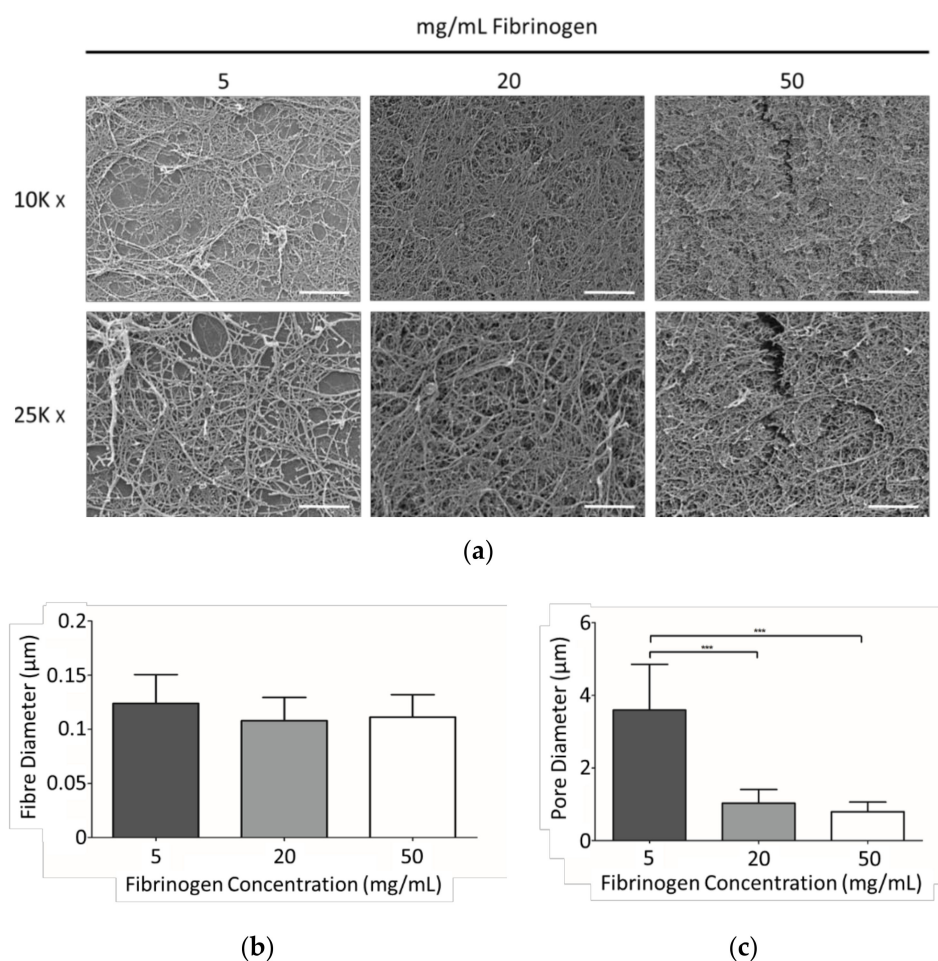 mg/mL Fibrinogen
5 20 50
10K x
25K x
(a)
Fibre Diameter (µm)
0.2
0.15
0.1
0.05
0
5 20 50
Fibrinogen Concentration (mg/mL)
(b)
Pore Diameter (µm)
6
4
2
0
***
***
5 20 50
Fibrinogen Concentration (mg/mL)
(c)